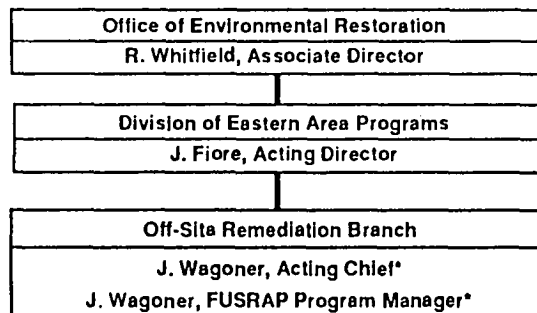 Office of Environmental Restoration
R. Whitfield, Associate Director
Division of Eastern Area Programs
J. Fiore, Acting Director
Off-Sita Remediation Branch
J. Wagoner, Acting Chief*
J. Wagoner, FUSRAP Program Manager*